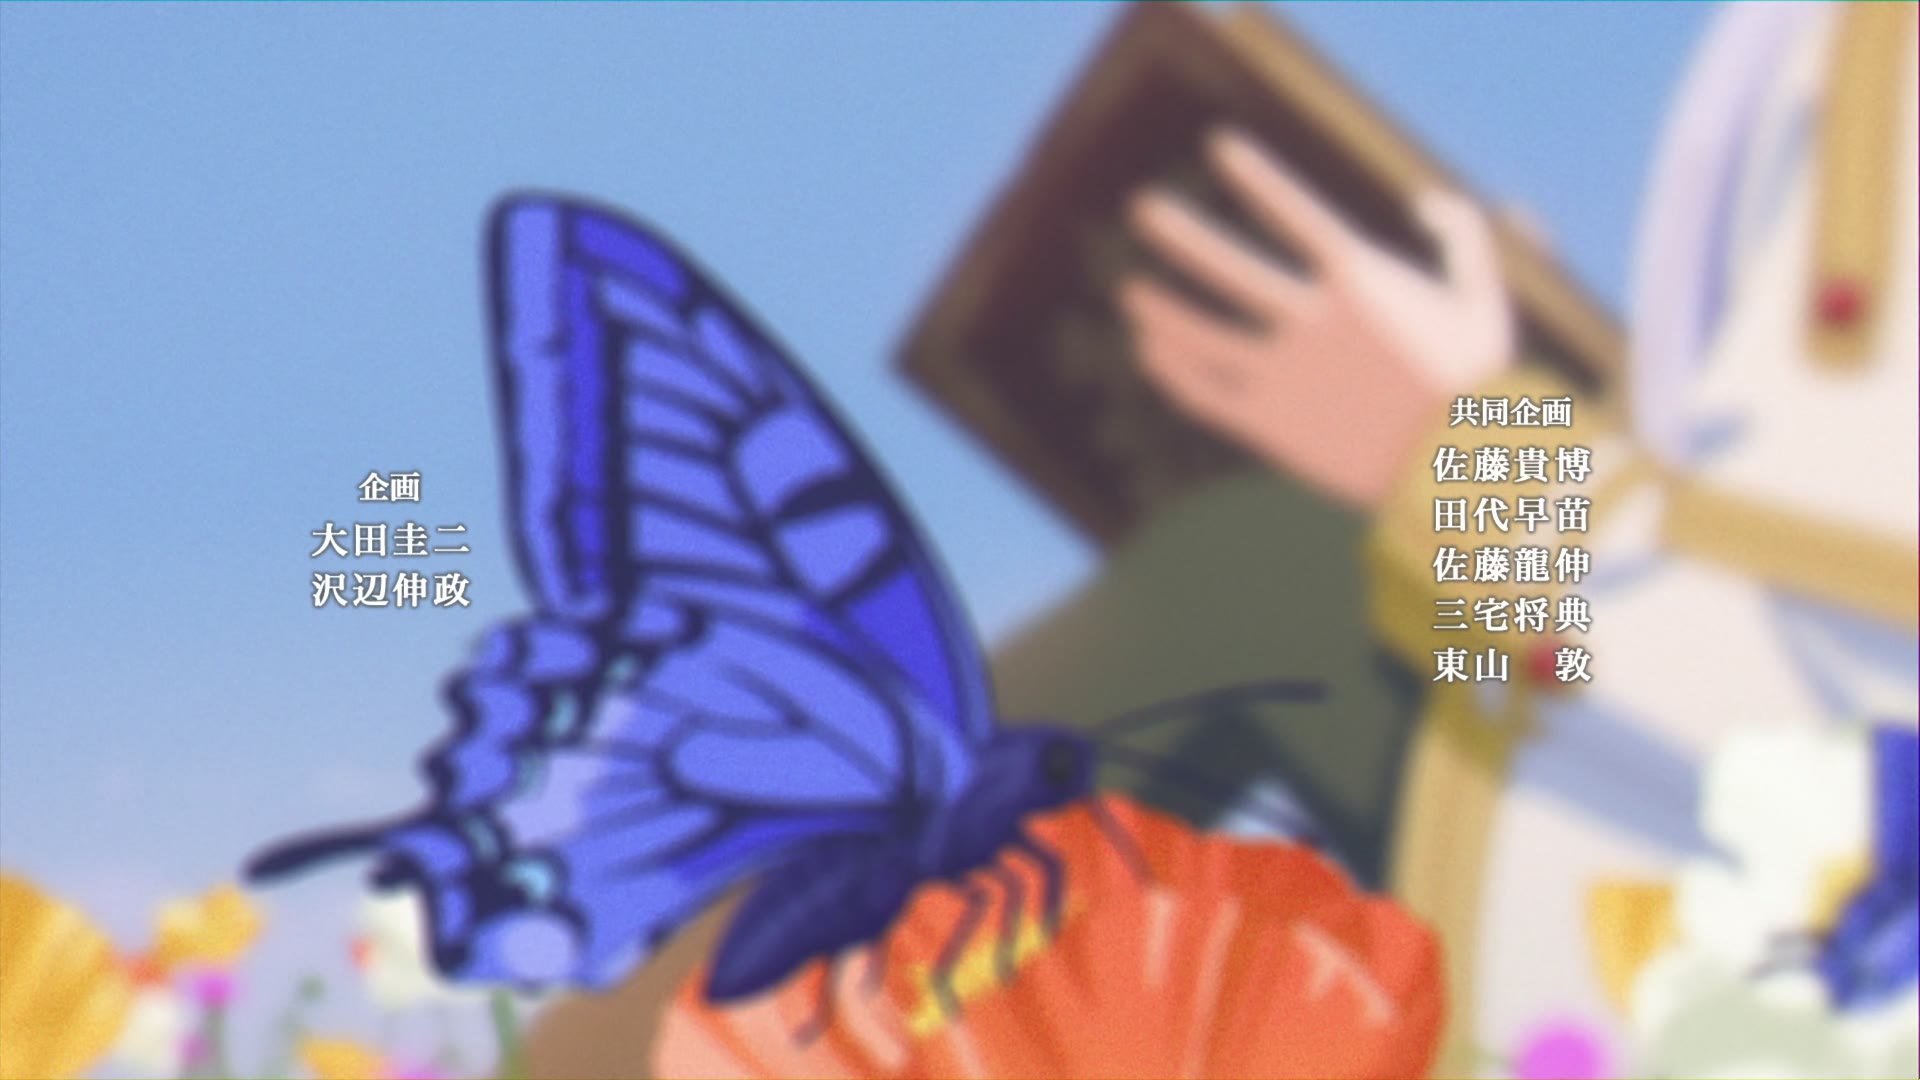 企画
大田圭二
沢辺伸政
共同企画
佐藤貴博
田代早苗
佐藤龍伸
三宅将典
東山　敦